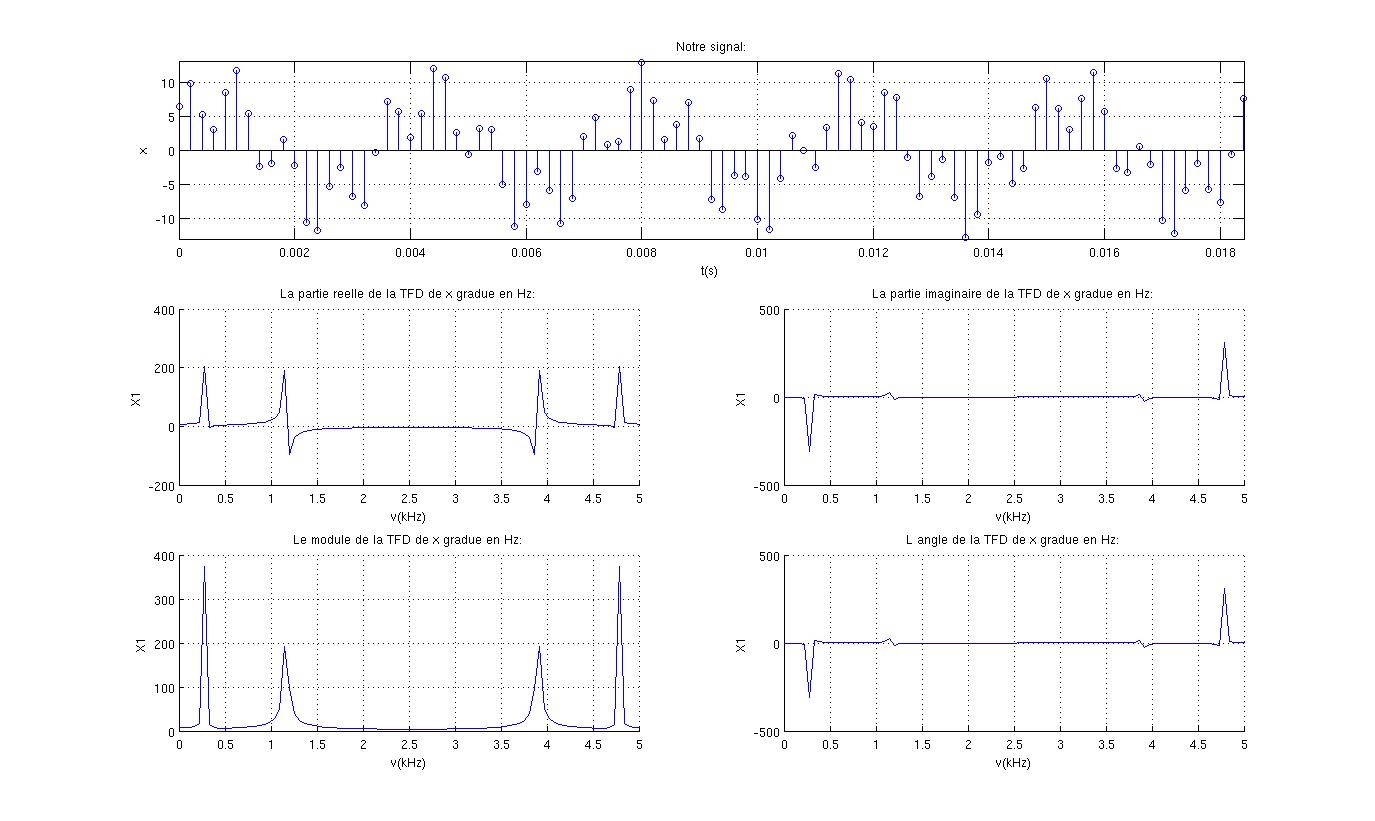 Notre signal:
10
5
0
-5
-10
x
0 0.002 0.004 0.006 0.008 0.01 0.012 0.014 0.016 0.018
t(s)
La partie reelle de la TFD de x gradue en Hz:
400
200
0
-200
X1
0 0.5 1 1.5 2 2.5 3 3.5 4 4.5 5
v(kHz)
La partie imaginaire de la TFD de x gradue en Hz:
500
0
-500
X1
0 0.5 1 1.5 2 2.5 3 3.5 4 4.5 5
v(kHz)
Le module de la TFD de x gradue en Hz:
400
300
200
100
0
X1
0 0.5 1 1.5 2 2.5 3 3.5 4 4.5 5
v(kHz)
L angle de la TFD de x gradue en Hz:
500
0
-500
X1
0 0.5 1 1.5 2 2.5 3 3.5 4 4.5 5
v(kHz)